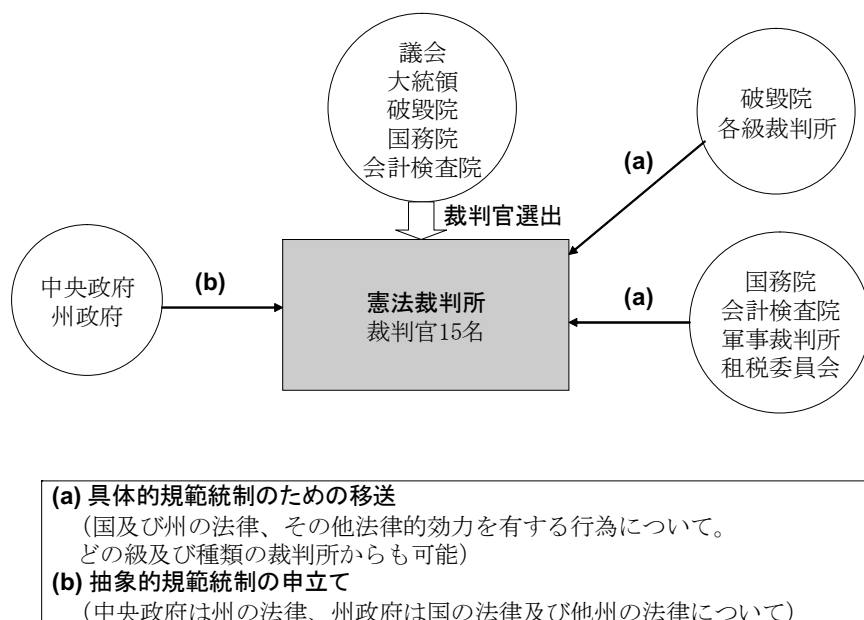 議会
大統領
破毀院
国務院
会計検査院
破毀院
各級裁判所
(a)
裁判官選出
中央政府
州政府
(b)
憲法裁判所
裁判官15名
(a)
国務院
会計検査院
軍事裁判所
租税委員会
(a) 具体的規範統制のための移送
（国及び州の法律、その他法律的効力を有する行為について。
どの級及び種類の裁判所からも可能）
(b) 抽象的規範統制の申立て
（中央政府は州の法律、州政府は国の法律及び他州の法律について）